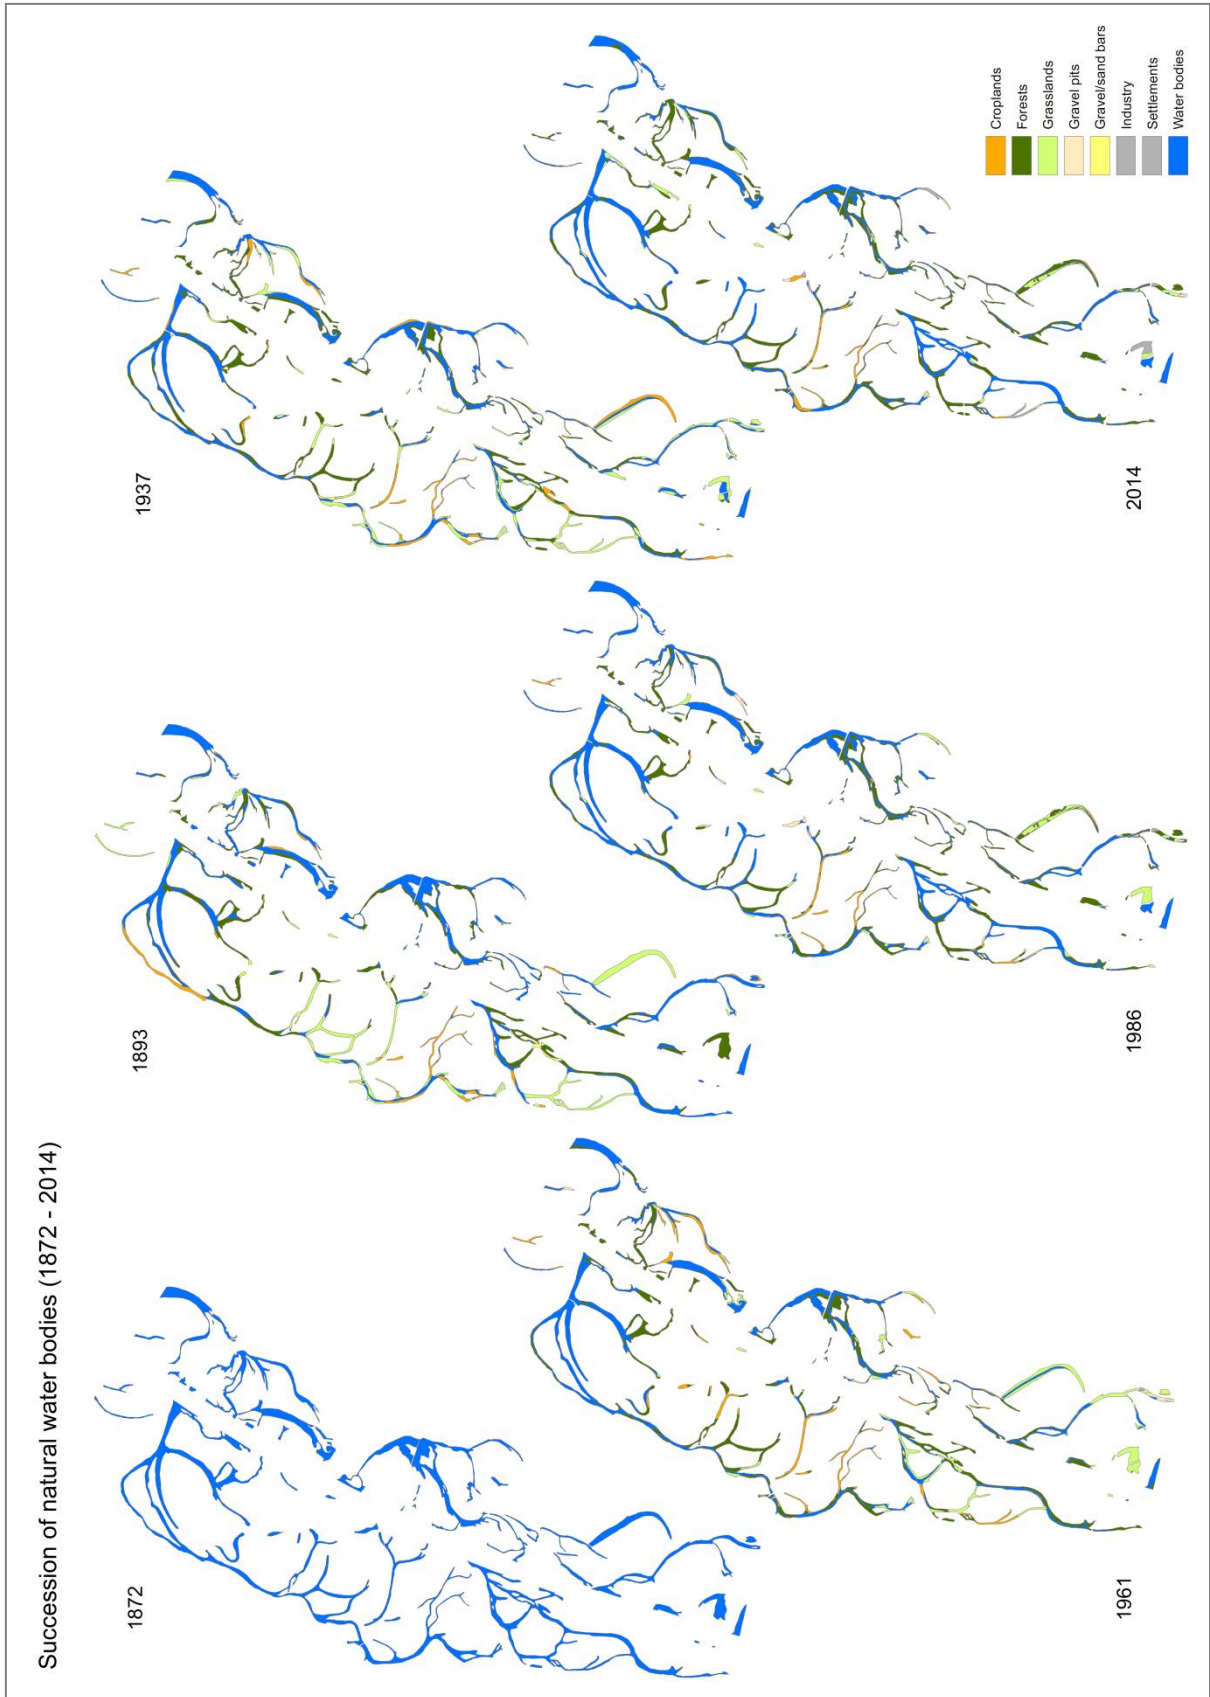 Succession of natural water bodies (1872 - 2014)
1872
1893
1937
1961
1986
2014
Croplands
Forests
Grasslands
Gravel pits
Gravel/sand bars
Industry
Settlements
Water bodies